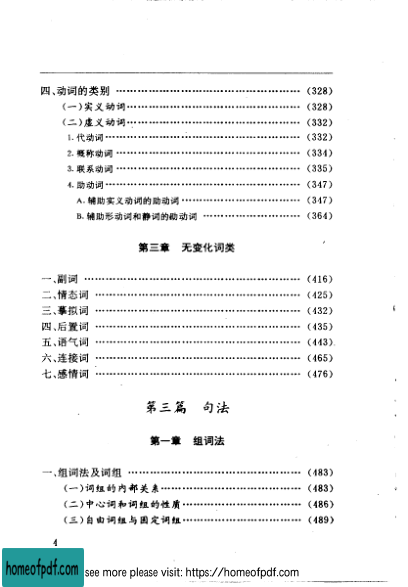 四、动词的类别 …………………………………… (328)
(一)实义动词…………………………………… (328)
(二)虚义动词…………………………………… (332)
1.代动词…………………………………… (332)
2.概称动词…………………………………… (334)
3.联系动词…………………………………… (335)
4.助动词…………………………………… (347)
A.辅助实义动词的助动词…………………………… (347)
B.辅助形动词和静词的助动词 …………………… (364)
第三章 无变化词类
一、副词 …………………………………… (416)
二、情态词 …………………………………… (425)
三、摹拟词 …………………………………… (432)
四、后置词 …………………………………… (435)
五、语气词 …………………………………… (443)
六、连接词 …………………………………… (465)
七、感情词 …………………………………… (476)
第三篇 句法
第一章 组词法
一、组词法及词组 …………………………………… (483)
(一)词组的内部关系…………………………… (483)
(二)中心词和词组的性质…………………………… (486)
(三)自由词组与固定词组…………………………… (489)
4
homeofpdf.com
see more please visit: https://homeofpdf.com